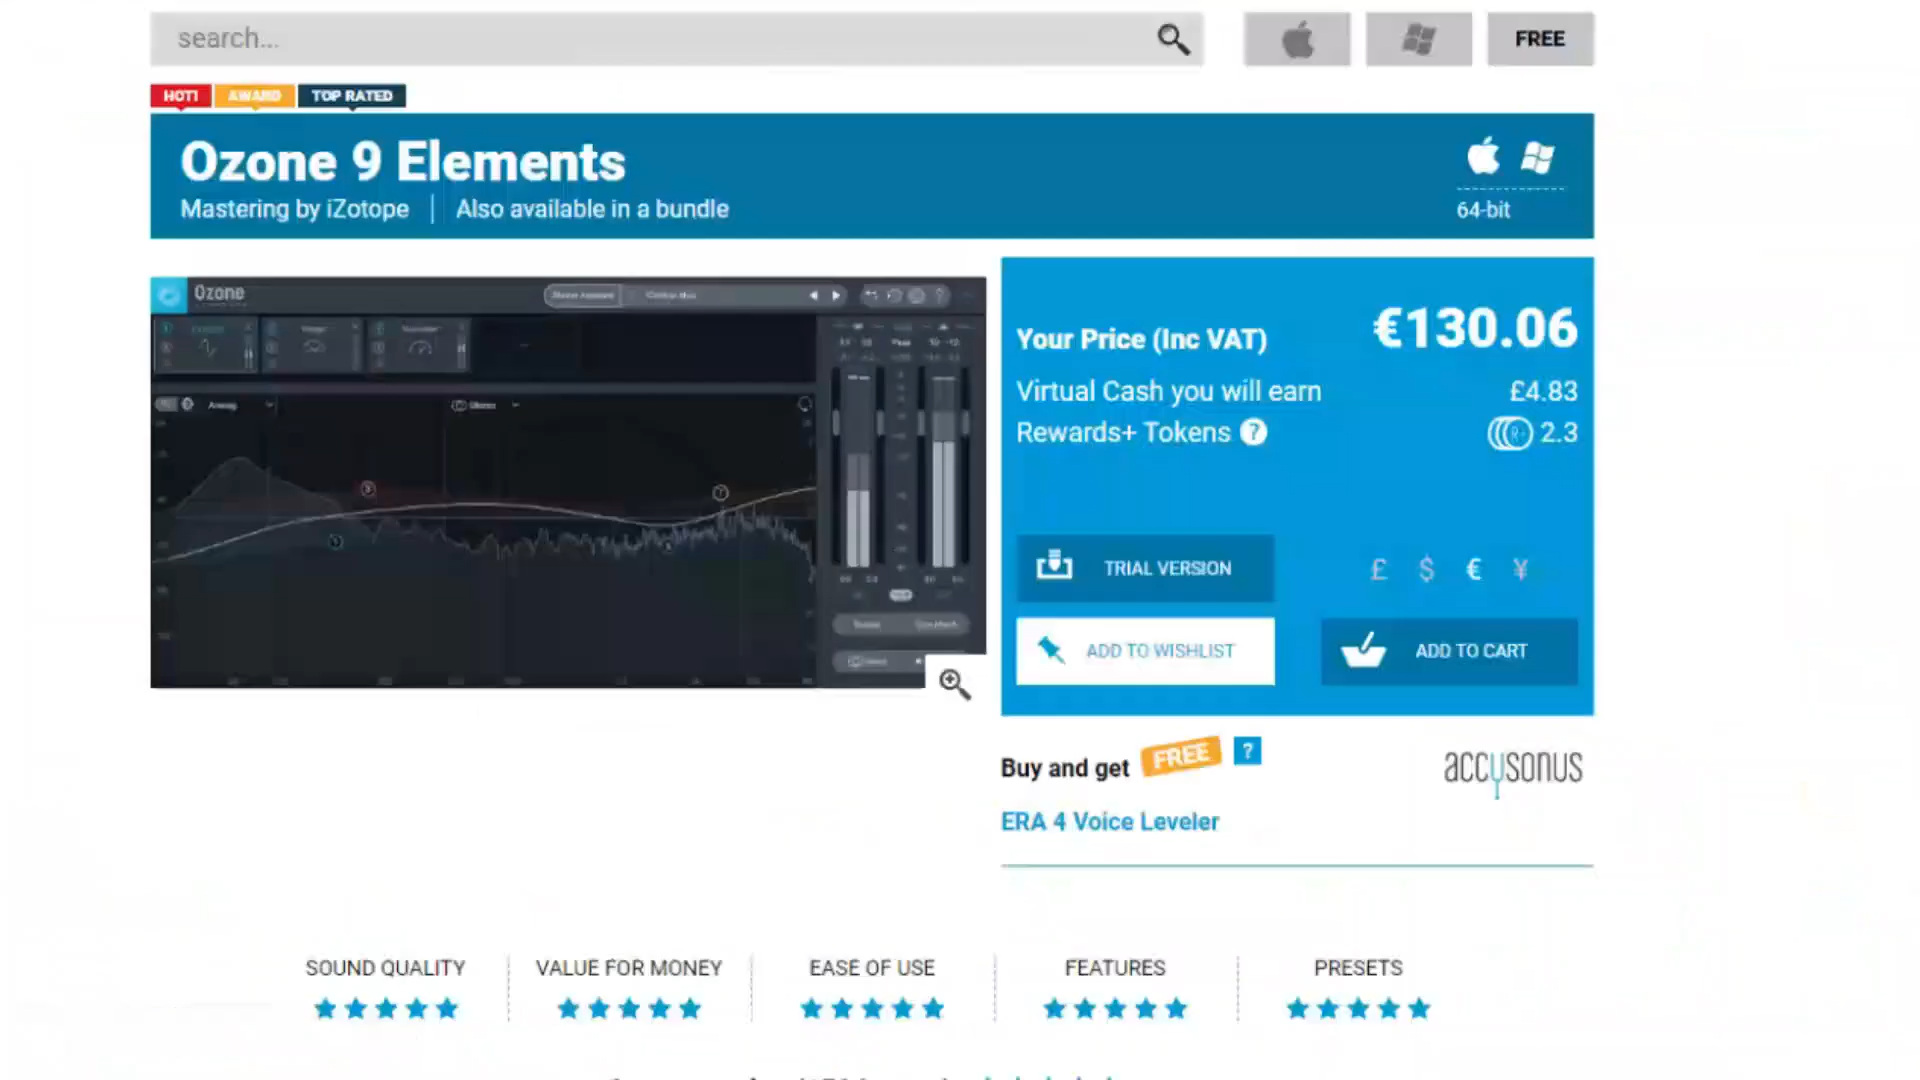 search...
FREE
HOT!
AWARD
TOP RATED
Ozone 9 Elements
Mastering by iZotope
Also available in a bundle
64-bit
Ozone
Your Price (Inc VAT)
€130.06
Virtual Cash you will earn
£4.83
Rewards+ Tokens ?
2.3
TRIAL VERSION
£ $ € ¥
ADD TO WISHLIST
ADD TO CART
Buy and get FREE ?
accusonus
ERA 4 Voice Leveler
SOUND QUALITY
VALUE FOR MONEY
EASE OF USE
FEATURES
PRESETS